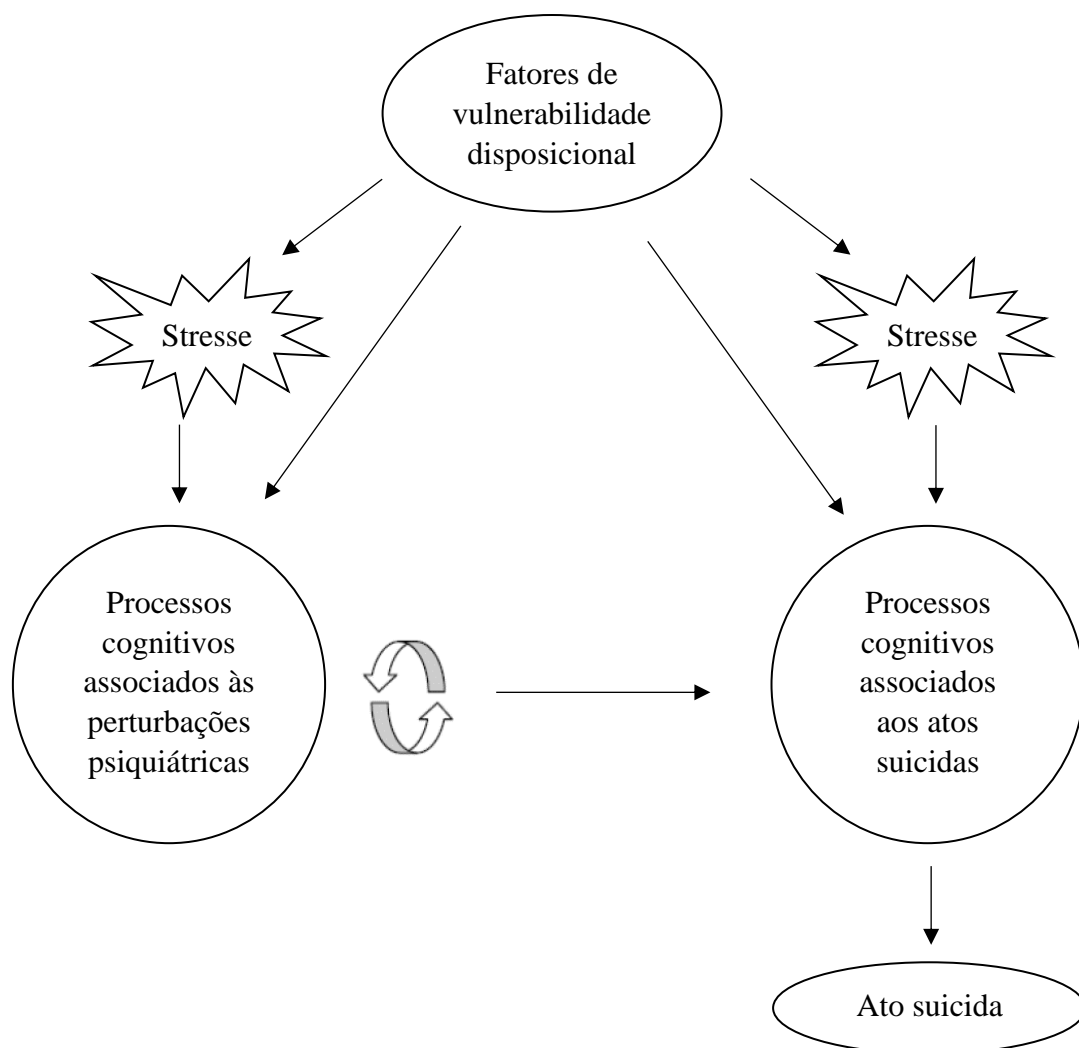 Fatores de
vulnerabilidade
disposicional
Stresse
Stresse
Processos
cognitivos
associados às
perturbações
psiquiátricas
Processos
cognitivos
associados
aos atos
suicidas
Ato suicida